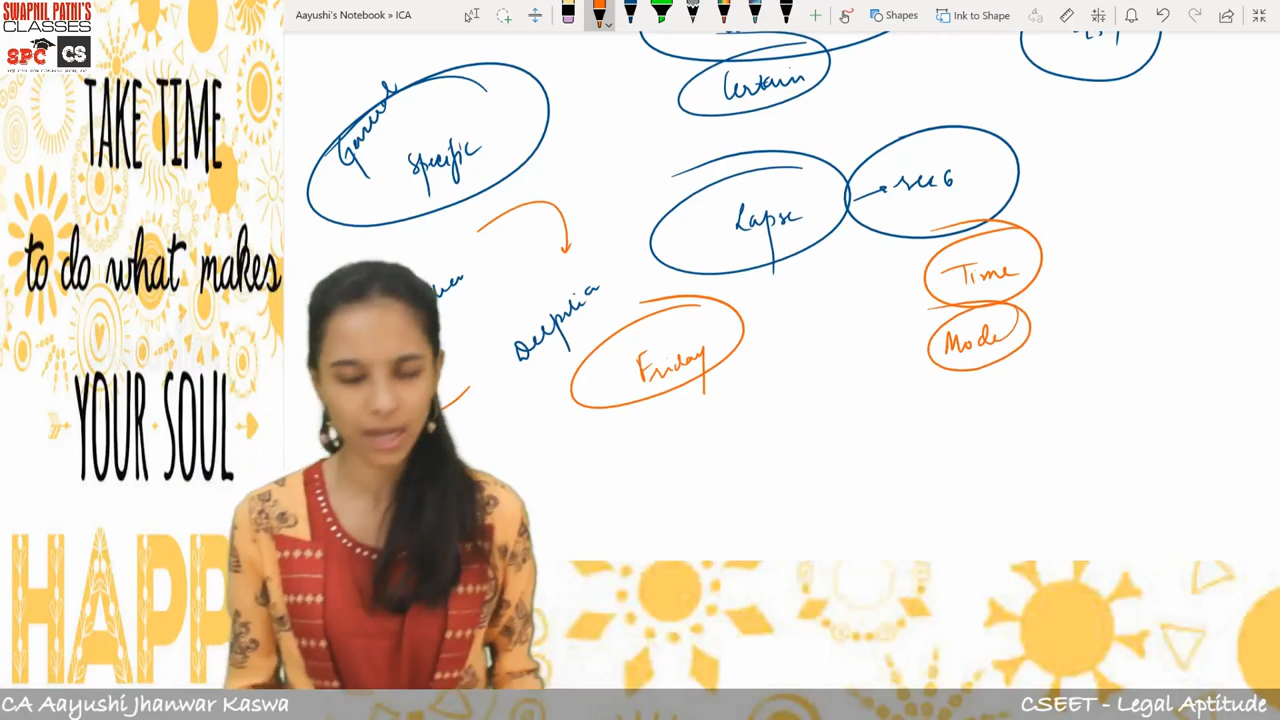 SWAPNIL PATNI'S
CLASSES
SPC CS
TAKE TIME
to do what makes
YOUR SOUL
HAPP
Aayushi's Notebook » ICA
Shapes
Ink to Shape
Certain
General
Specific
Lapse
sec 6
Time
Mode
Friday
CA Aayushi Jhanwar Kaswa
CSEET - Legal Aptitude